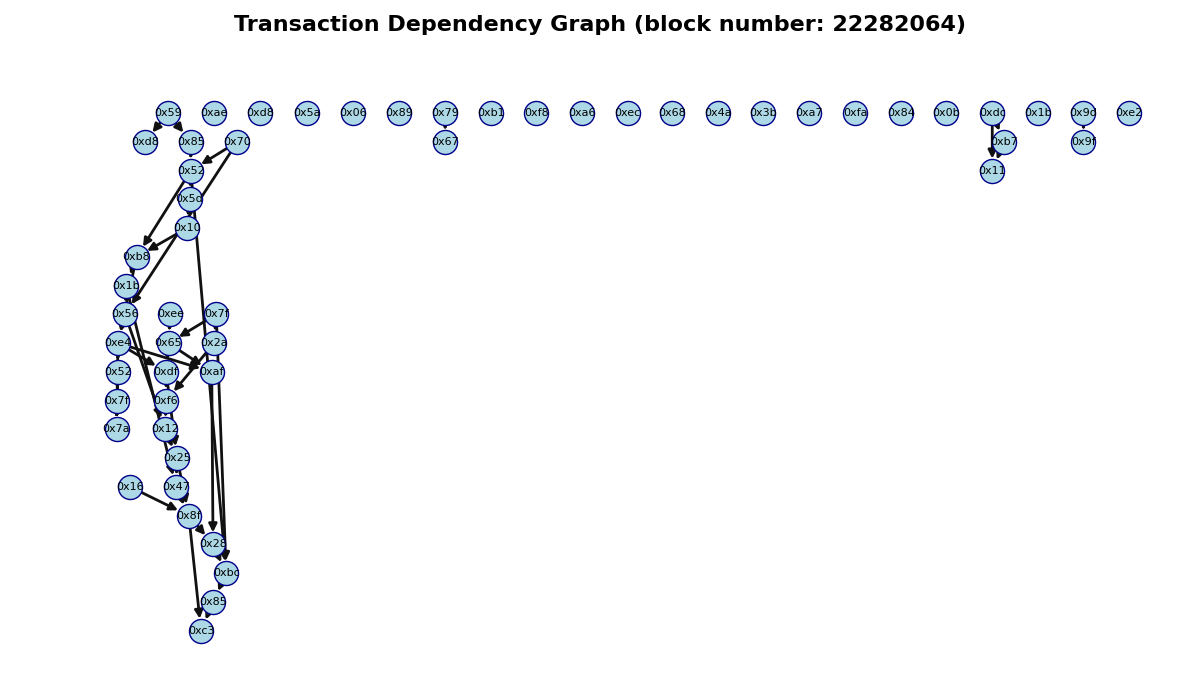 Transaction Dependency Graph (block number: 22282064)
0x59 0xae 0xd8 0x5a 0x06 0x89 0x79 0xb1 0xf8 0xa6 0xec 0x68 0x4a 0x3b 0xa7 0xfa 0x84 0x0b 0xdc 0x1b 0x9d 0xe2
0xd8 0x85 0x70 0x67 0xb7 0x9f
0x52 0x11
0x5d
0x10
0xb8
0x1b
0x56 0xee 0x7f
0xe4 0x65 0x2a
0x52 0xdf 0xaf
0x7f 0xf6
0x7a 0x12
0x25
0x16 0x47
0x8f
0x28
0xbc
0x85
0xc3